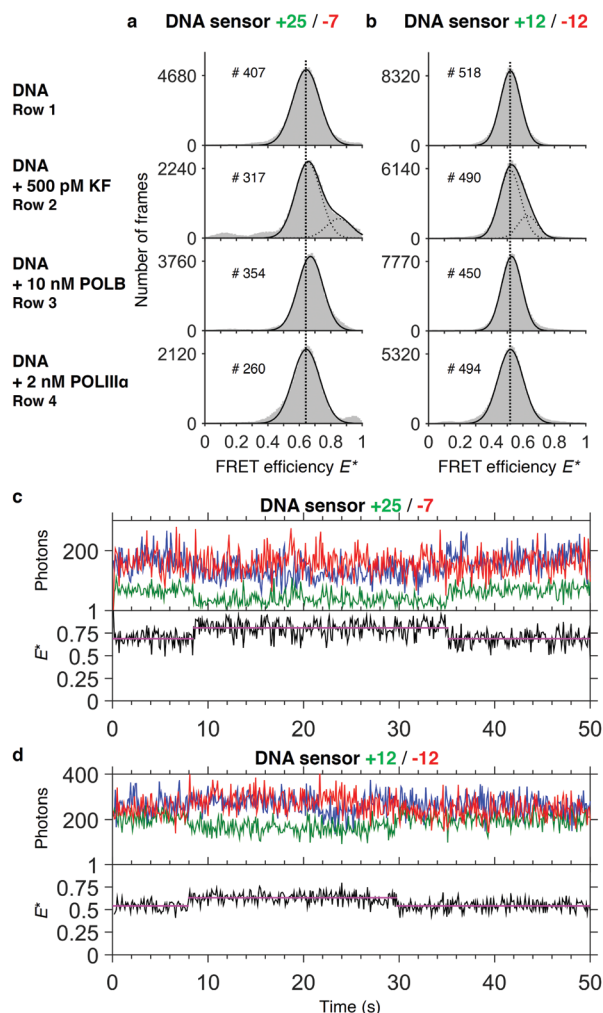 a DNA sensor +25 / -7 b DNA sensor +12 / -12
DNA
Row 1
4680
# 407
0
8320
# 518
0
DNA
+ 500 pM KF
Row 2
2240
# 317
0
6140
# 490
0
DNA
+ 10 nM POLB
Row 3
3760
# 354
0
7770
# 450
0
DNA
+ 2 nM POLIIIα
Row 4
2120
# 260
0
5320
# 494
0
Number of frames
0 0.2 0.4 0.6 0.8 1
0 0.2 0.4 0.6 0.8 1
FRET efficiency E*
FRET efficiency E*
c
DNA sensor +25 / -7
Photons
200
1
E*
0.75
0.5
0.25
0
0 10 20 30 40 50
d
DNA sensor +12 / -12
Photons
400
200
1
E*
0.75
0.5
0.25
0
0 10 20 30 40 50
Time (s)